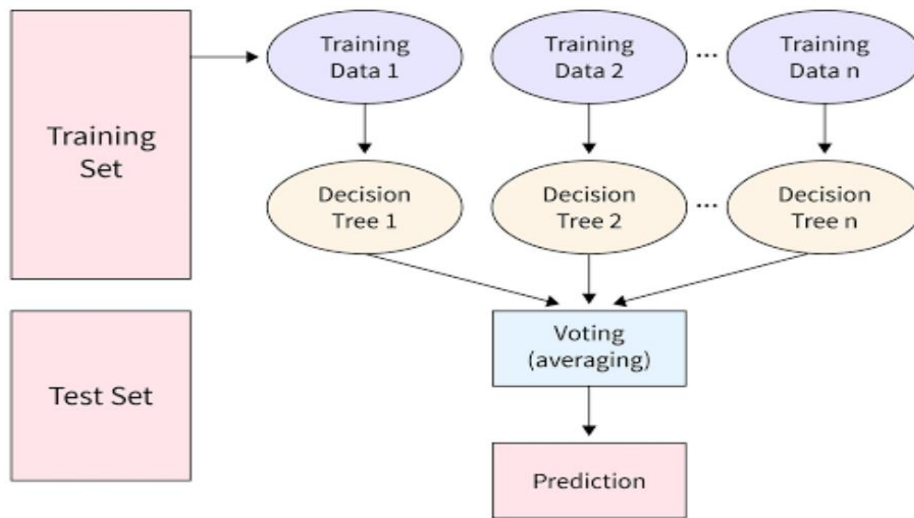 Training
Set
Training
Data 1
Training
Data 2
...
Training
Data n
Decision
Tree 1
Decision
Tree 2
...
Decision
Tree n
Test Set
Voting
(averaging)
Prediction